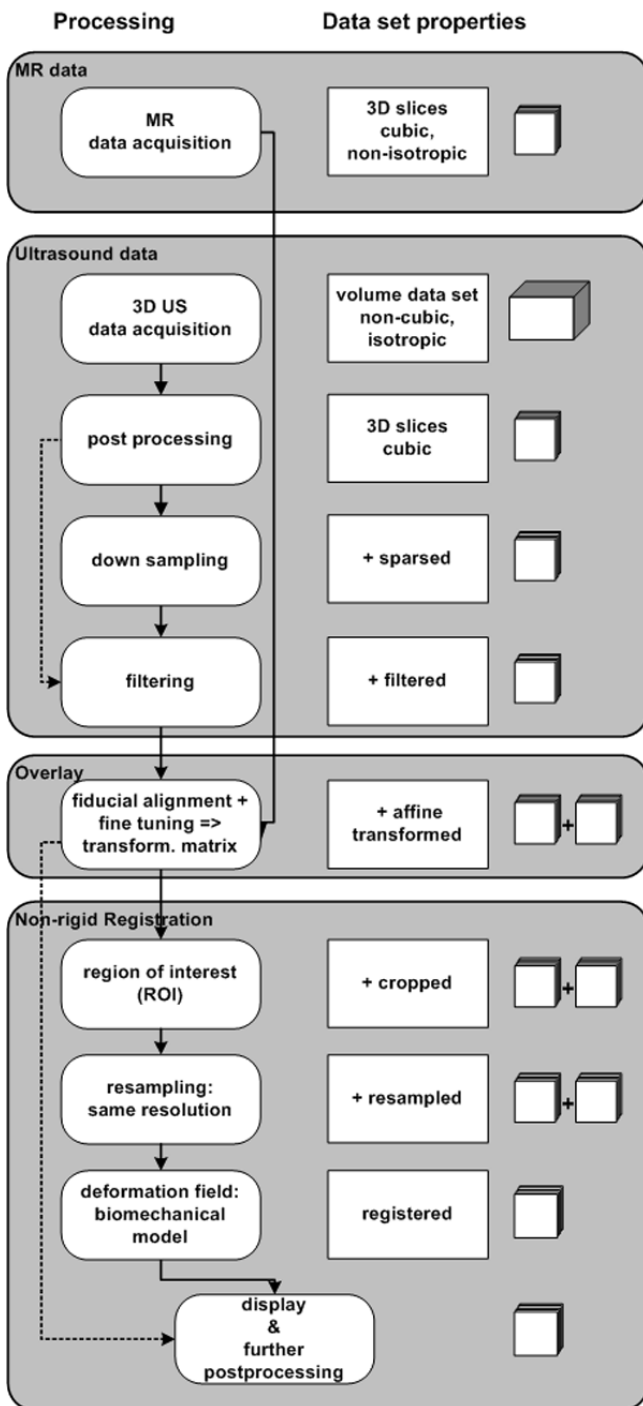 Processing
Data set properties
MR data
MR
data acquisition
3D slices
cubic,
non-isotropic
Ultrasound data
3D US
data acquisition
volume data set
non-cubic,
isotropic
post processing
3D slices
cubic
down sampling
+ sparsed
filtering
+ filtered
Overlay
fiducial alignment +
fine tuning =>
transform. matrix
+ affine
transformed
+
Non-rigid Registration
region of interest
(ROI)
+ cropped
+
resampling:
same resolution
+ resampled
+
deformation field:
biomechanical
model
registered
display
&
further
postprocessing